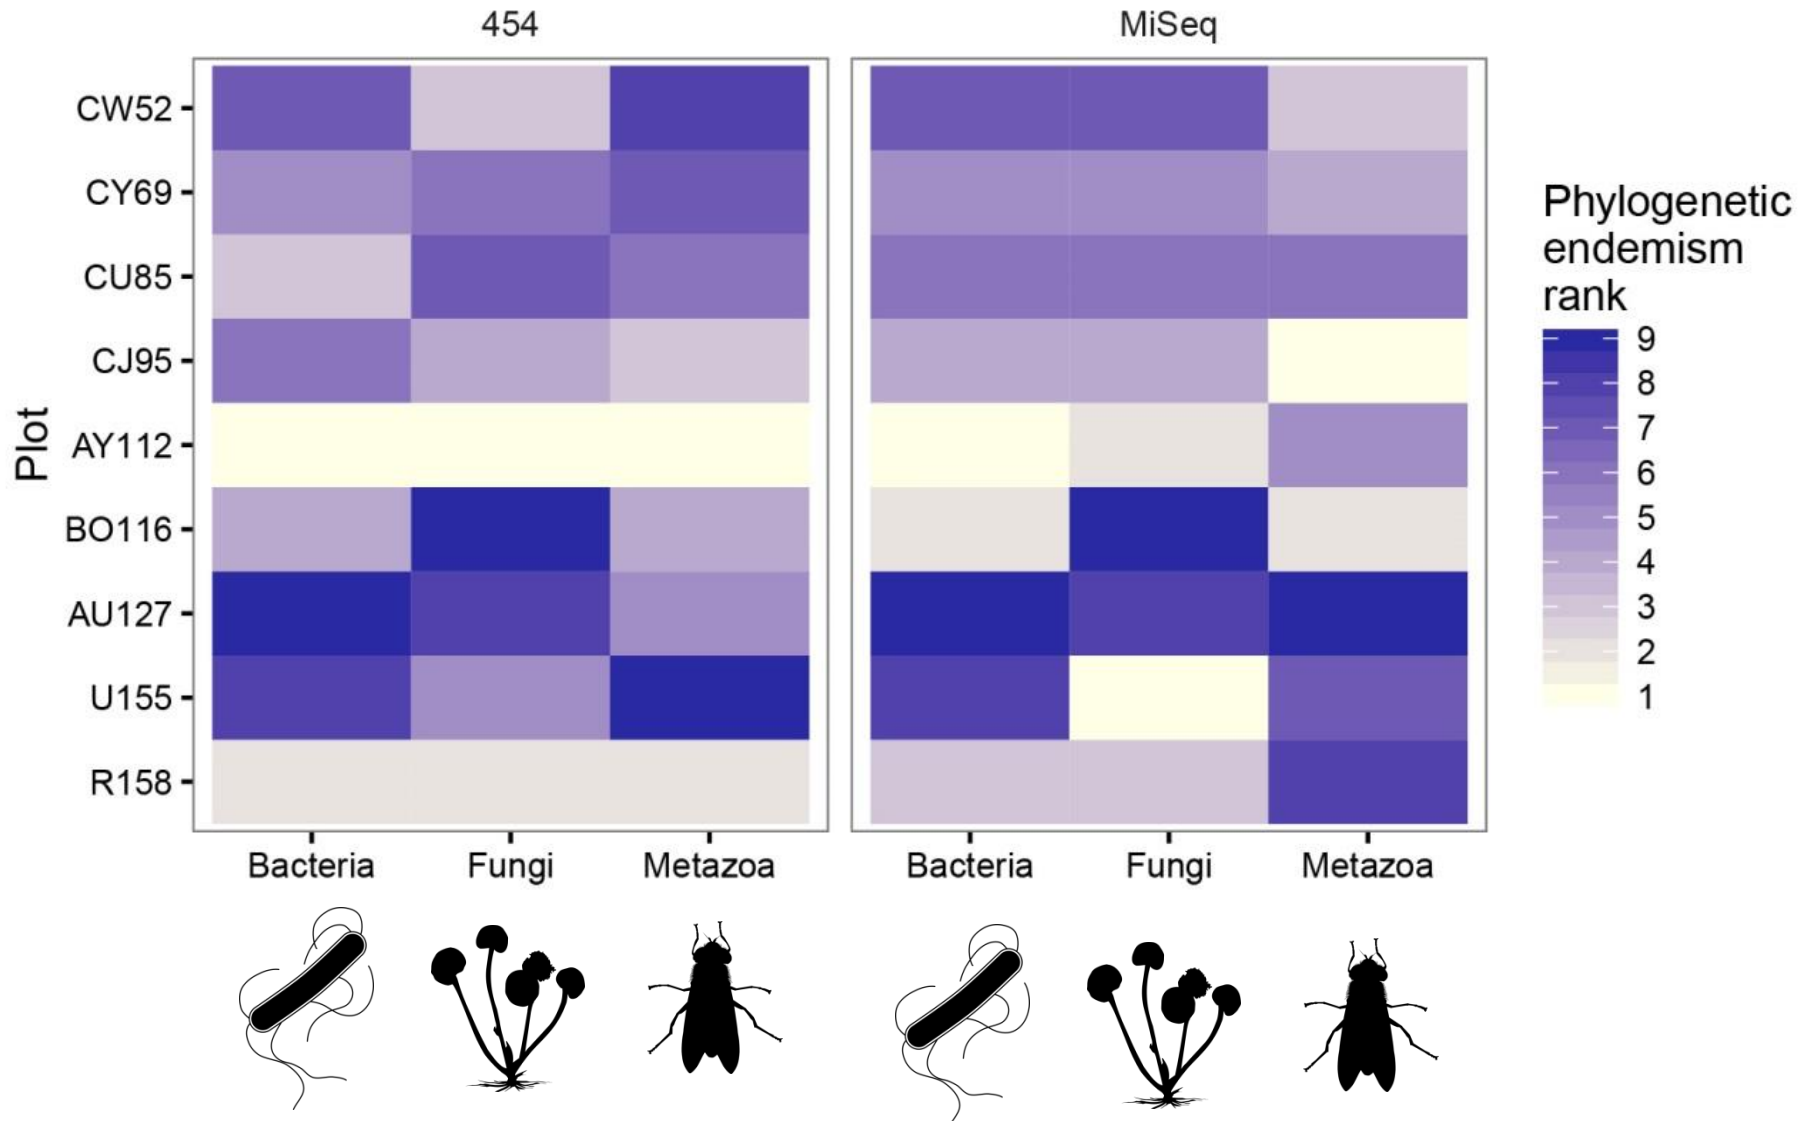 454
MiSeq
Plot
CW52
CY69
CU85
CJ95
AY112
BO116
AU127
U155
R158
Bacteria
Fungi
Metazoa
Bacteria
Fungi
Metazoa
Phylogenetic
endemism
rank
9
8
7
6
5
4
3
2
1